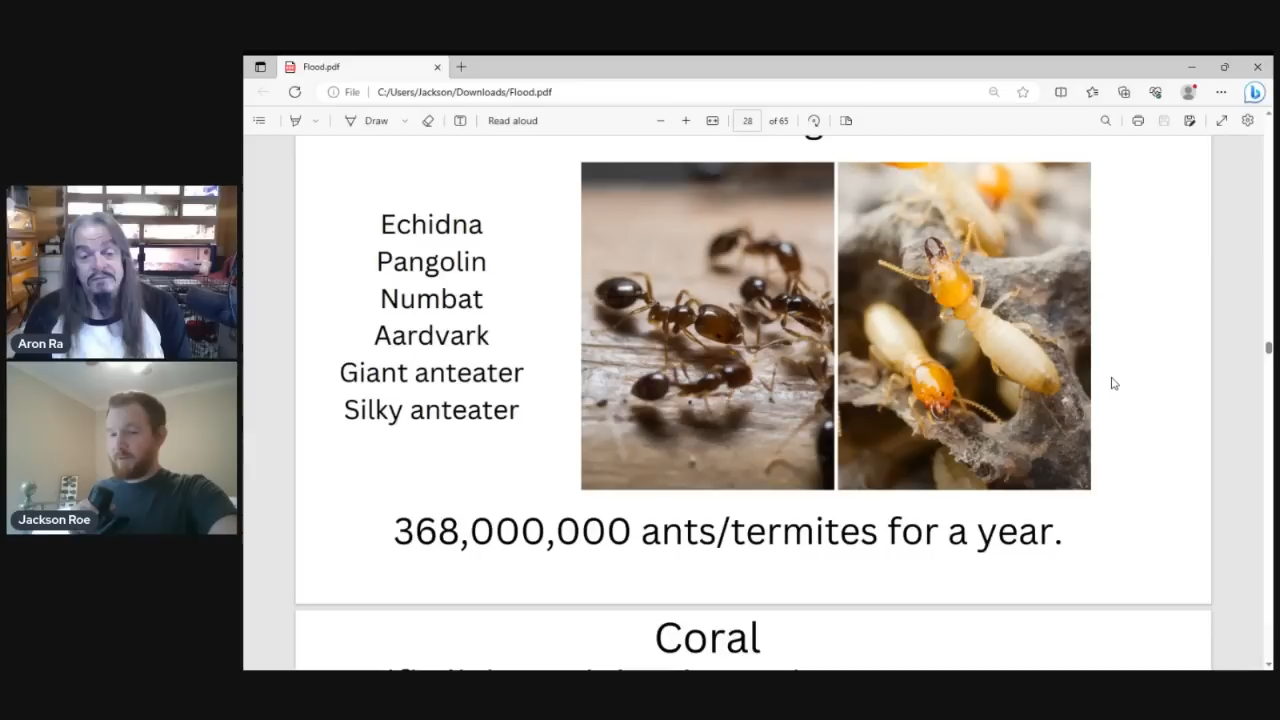 Flood.pdf
File
C:/Users/Jackson/Downloads/Flood.pdf
Draw
Read aloud
28
of 65
Echidna
Pangolin
Numbat
Aardvark
Giant anteater
Silky anteater
368,000,000 ants/termites for a year.
Coral
Aron Ra
Jackson Roe